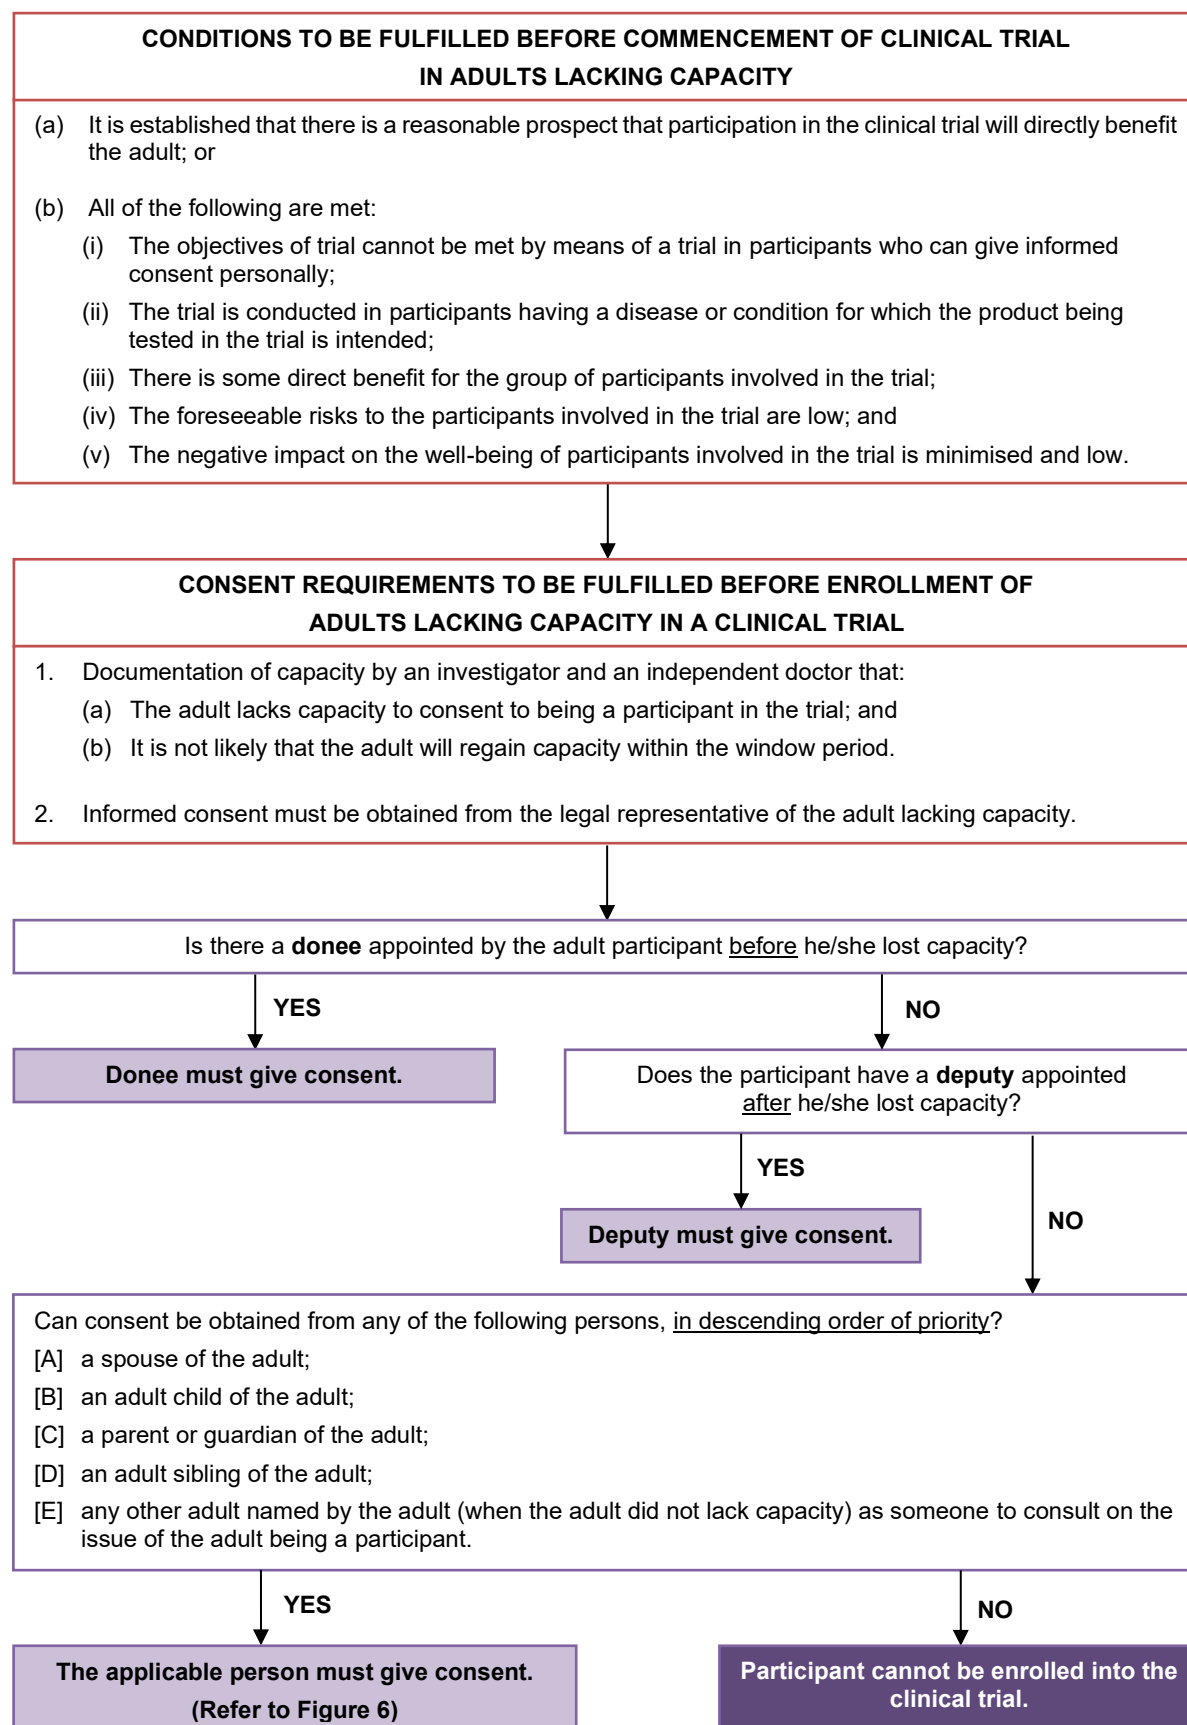 CONDITIONS TO BE FULFILLED BEFORE COMMENCEMENT OF CLINICAL TRIAL
IN ADULTS LACKING CAPACITY
(a) It is established that there is a reasonable prospect that participation in the clinical trial will directly benefit
the adult; or
(b) All of the following are met:
(i) The objectives of trial cannot be met by means of a trial in participants who can give informed
consent personally;
(ii) The trial is conducted in participants having a disease or condition for which the product being
tested in the trial is intended;
(iii) There is some direct benefit for the group of participants involved in the trial;
(iv) The foreseeable risks to the participants involved in the trial are low; and
(v) The negative impact on the well-being of participants involved in the trial is minimised and low.
CONSENT REQUIREMENTS TO BE FULFILLED BEFORE ENROLLMENT OF
ADULTS LACKING CAPACITY IN A CLINICAL TRIAL
1. Documentation of capacity by an investigator and an independent doctor that:
(a) The adult lacks capacity to consent to being a participant in the trial; and
(b) It is not likely that the adult will regain capacity within the window period.
2. Informed consent must be obtained from the legal representative of the adult lacking capacity.
Is there a donee appointed by the adult participant before he/she lost capacity?
YES
NO
Donee must give consent.
Does the participant have a deputy appointed
after he/she lost capacity?
YES
NO
Deputy must give consent.
Can consent be obtained from any of the following persons, in descending order of priority?
[A] a spouse of the adult;
[B] an adult child of the adult;
[C] a parent or guardian of the adult;
[D] an adult sibling of the adult;
[E] any other adult named by the adult (when the adult did not lack capacity) as someone to consult on the
issue of the adult being a participant.
YES
NO
The applicable person must give consent.
(Refer to Figure 6)
Participant cannot be enrolled into the
clinical trial.